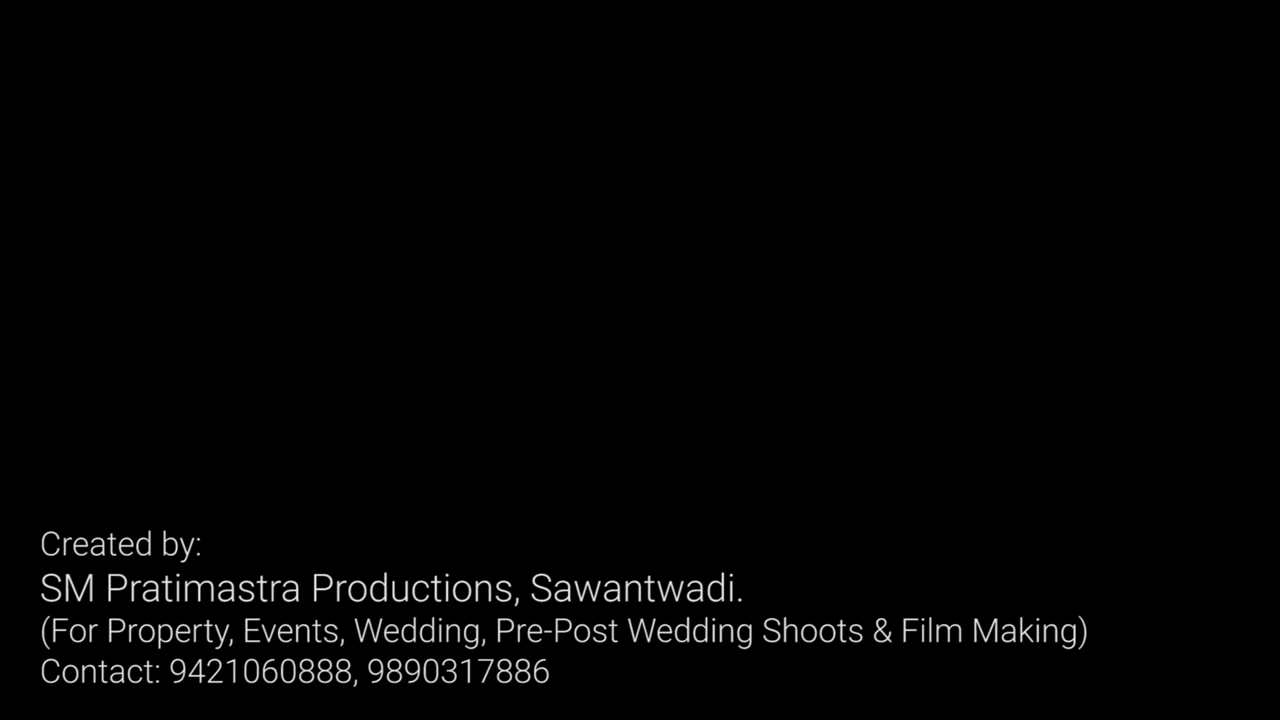 Created by:
SM Pratimastra Productions, Sawantwadi.
(For Property, Events, Wedding, Pre-Post Wedding Shoots & Film Making)
Contact: 9421060888, 9890317886